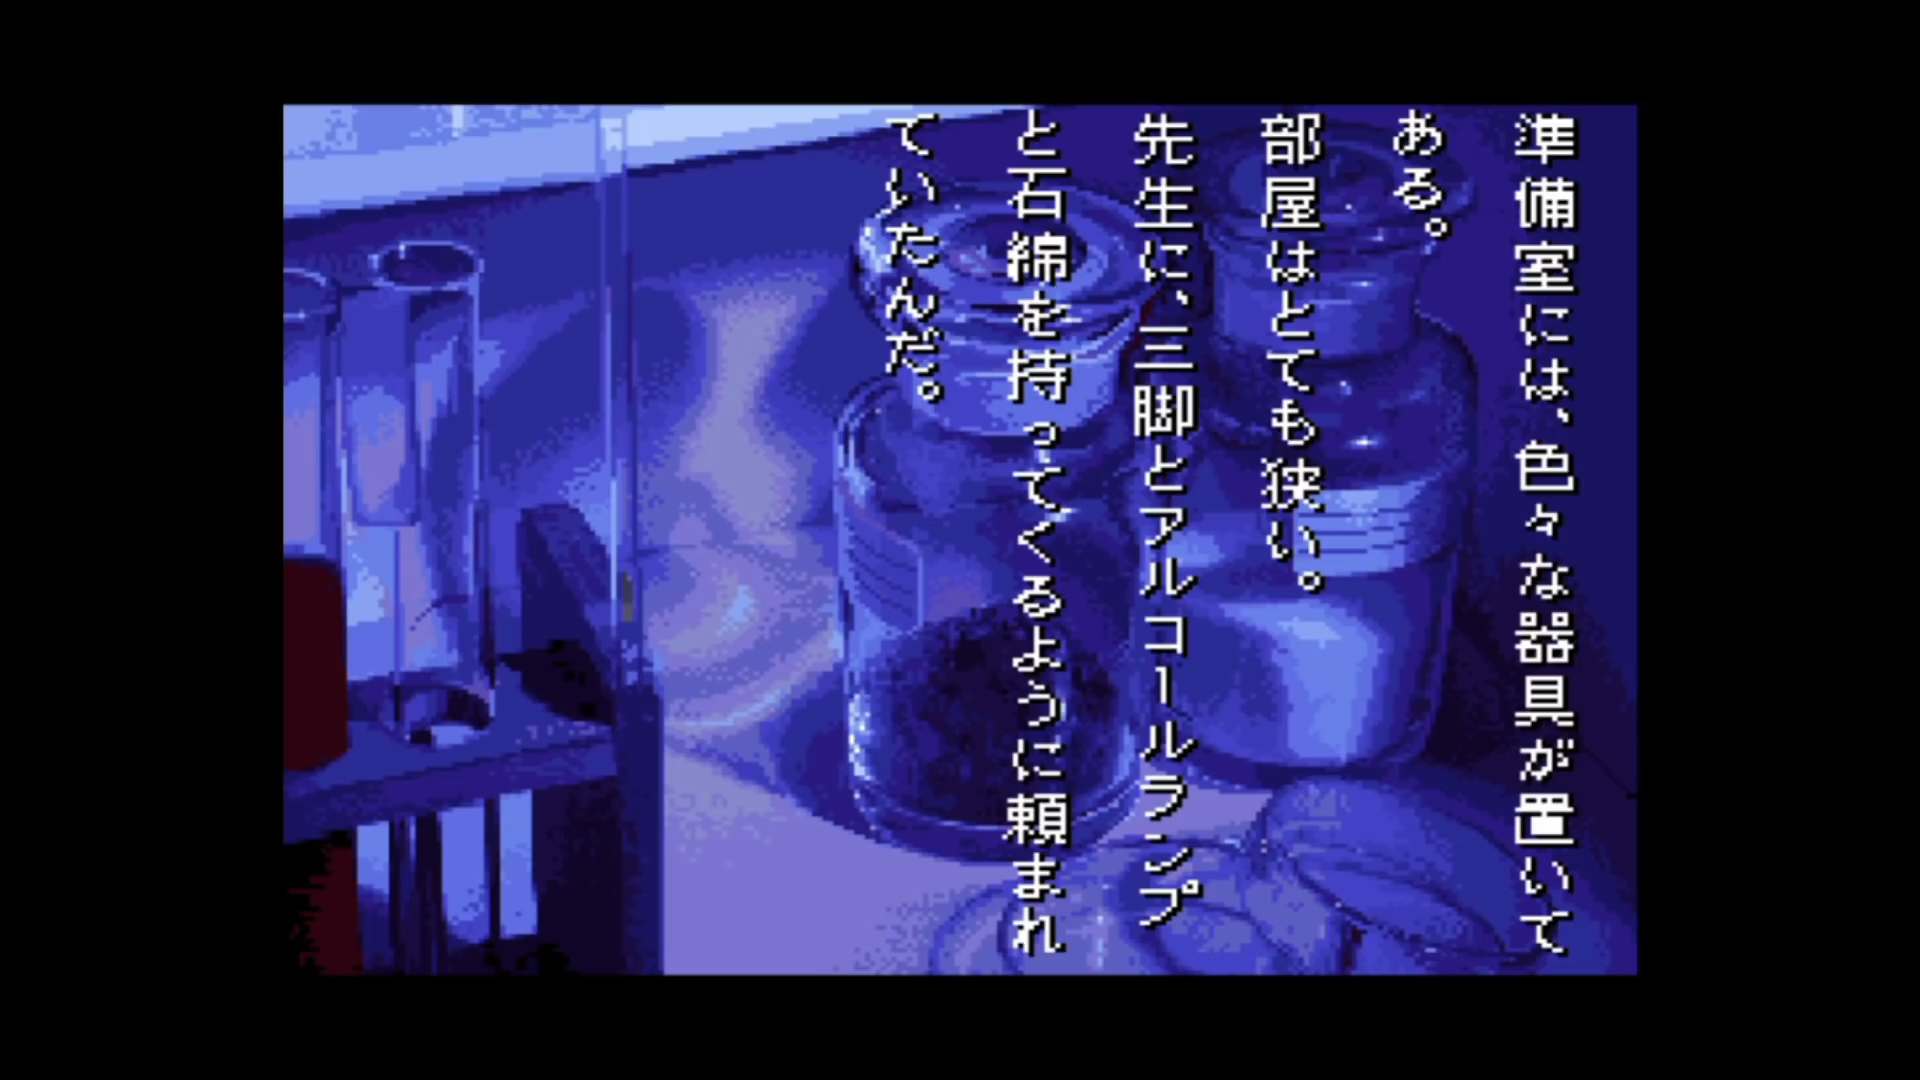 準備室には、色々な器具が置いて
ある。
部屋はとても狭い。
先生に、三脚とアルコールランプ
と石綿を持ってくるように頼まれ
ていたんだ。